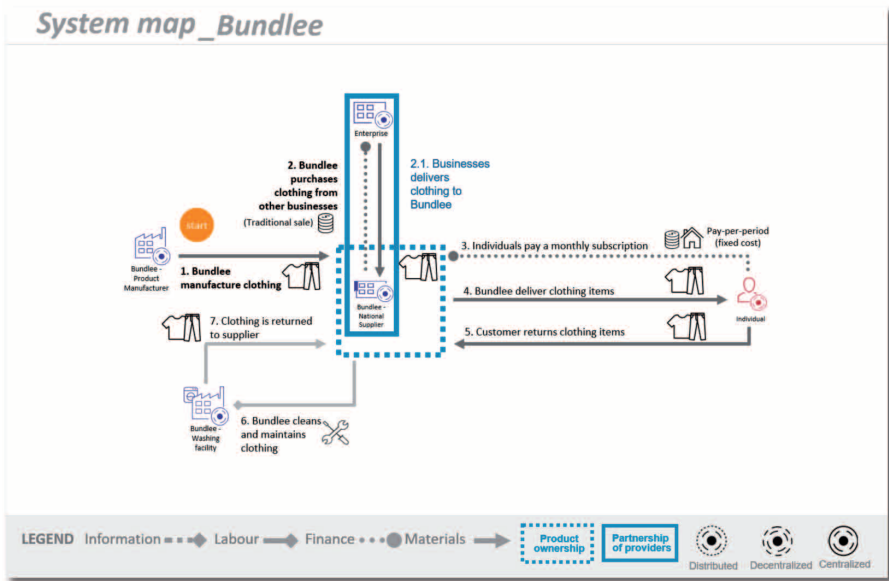 System map_Bundlee
Enterprise
2. Bundlee
purchases
clothing from
other businesses
(Traditional sale)
2.1. Businesses
delivers
clothing to
Bundlee
start
Bundlee -
Product
Manufacturer
1. Bundlee
manufacture clothing
Bundlee -
National
Supplier
3. Individuals pay a monthly subscription
Pay-per-period
(fixed cost)
4. Bundlee deliver clothing items
Individual
5. Customer returns clothing items
7. Clothing is returned
to supplier
Bundlee -
Washing
facility
6. Bundlee cleans
and maintains
clothing
LEGEND Information Labour Finance Materials
Product
ownership
Partnership
of providers
Distributed Decentralized Centralized